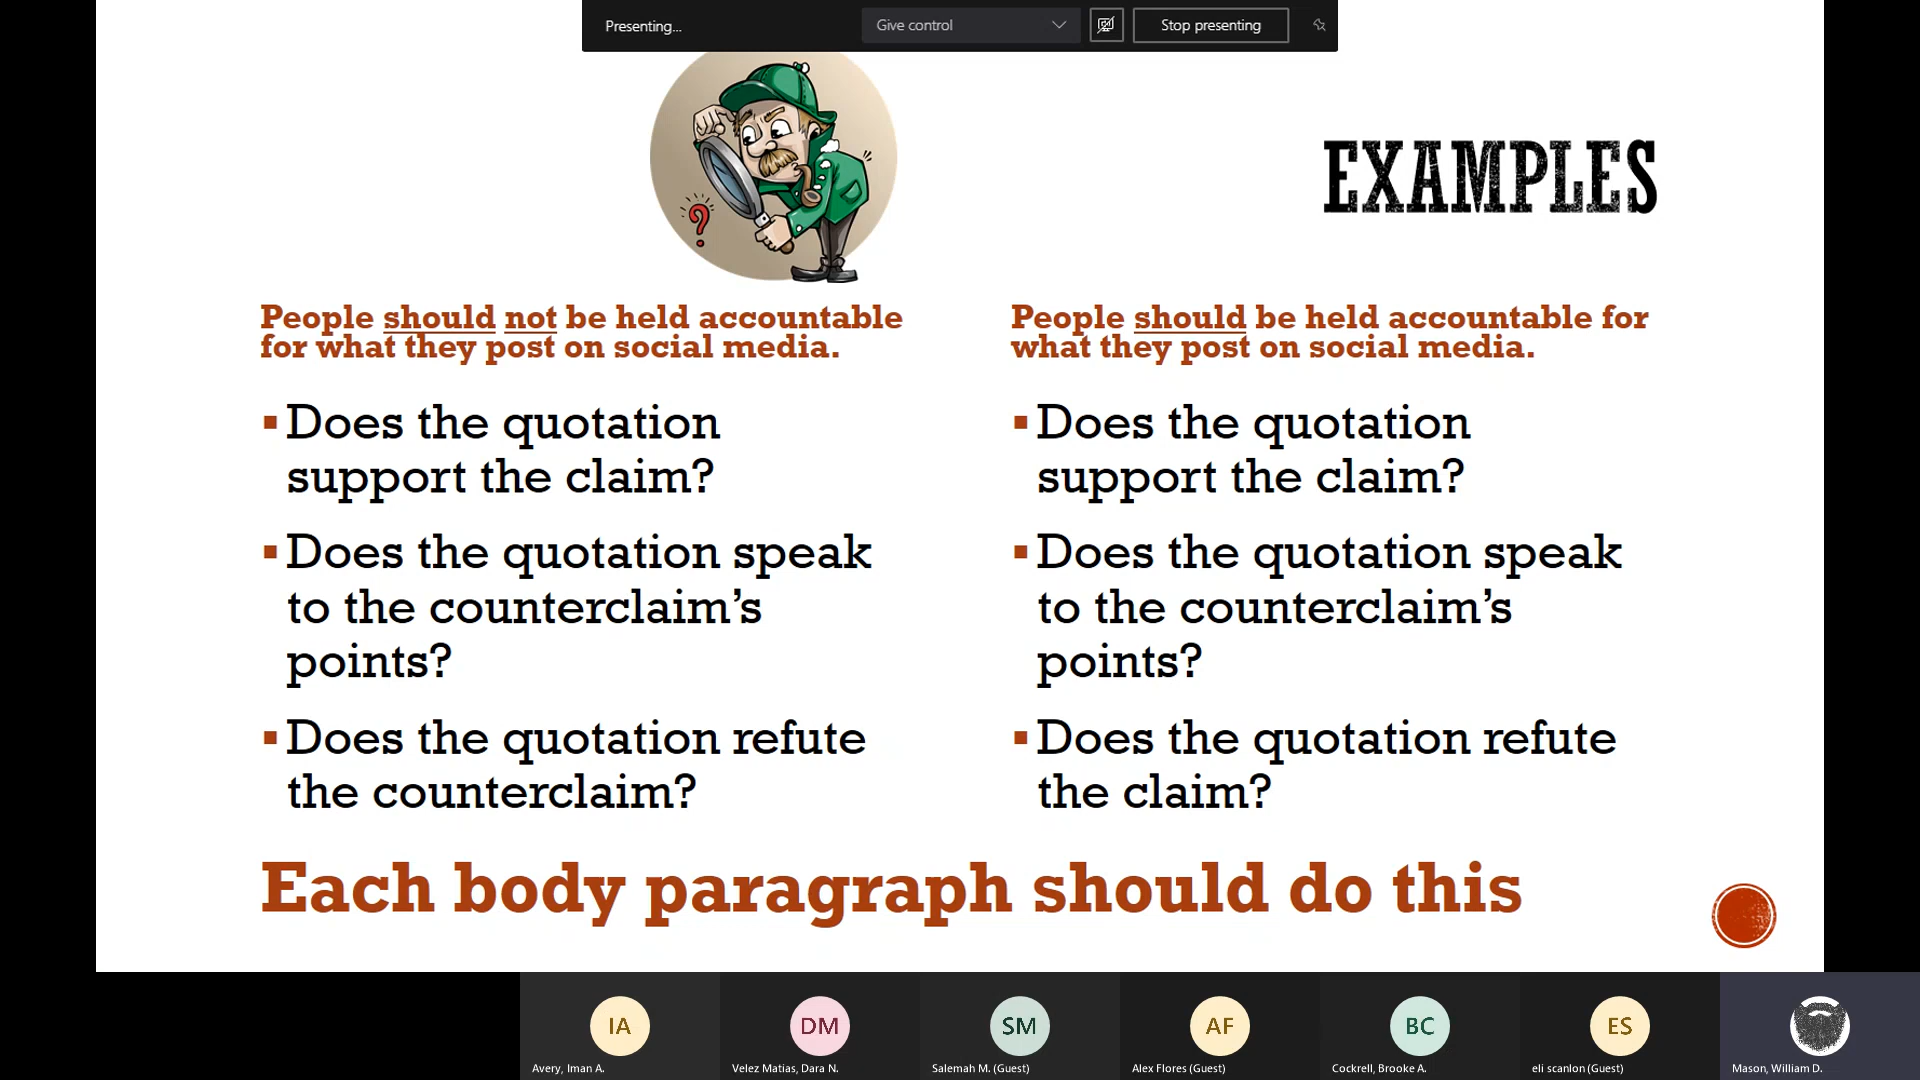 Presenting...
Give control
Stop presenting
?
EXAMPLES
People should not be held accountable
for what they post on social media.
▪Does the quotation
support the claim?
▪Does the quotation speak
to the counterclaim’s
points?
▪Does the quotation refute
the counterclaim?
People should be held accountable for
what they post on social media.
▪Does the quotation
support the claim?
▪Does the quotation speak
to the counterclaim’s
points?
▪Does the quotation refute
the claim?
Each body paragraph should do this
IA
Avery, Iman A.
DM
Velez Matias, Dara N.
SM
Salemah M. (Guest)
AF
Alex Flores (Guest)
BC
Cockrell, Brooke A.
ES
eli scanlon (Guest)
Mason, William D.